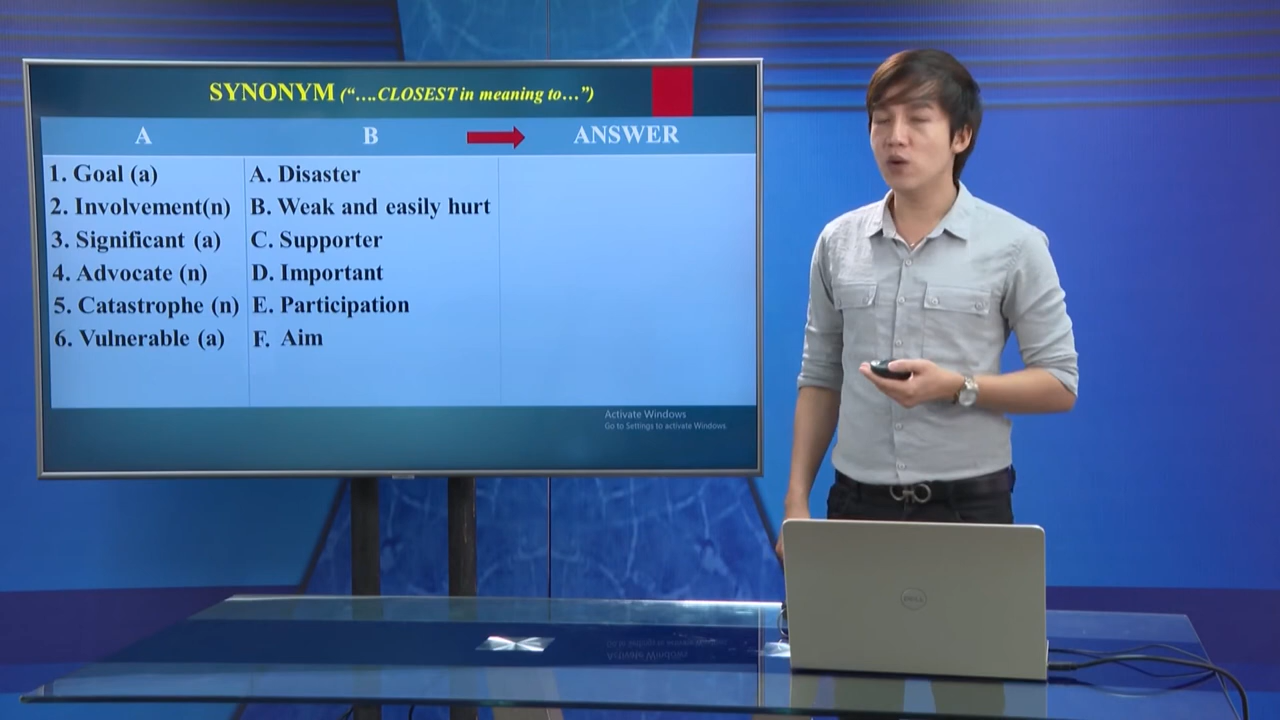 SYNONYM (“….CLOSEST in meaning to…”)
A B ANSWER
1. Goal (a) A. Disaster
2. Involvement(n) B. Weak and easily hurt
3. Significant (a) C. Supporter
4. Advocate (n) D. Important
5. Catastrophe (n) E. Participation
6. Vulnerable (a) F. Aim
Activate Windows
Go to Settings to activate Windows.
DELL